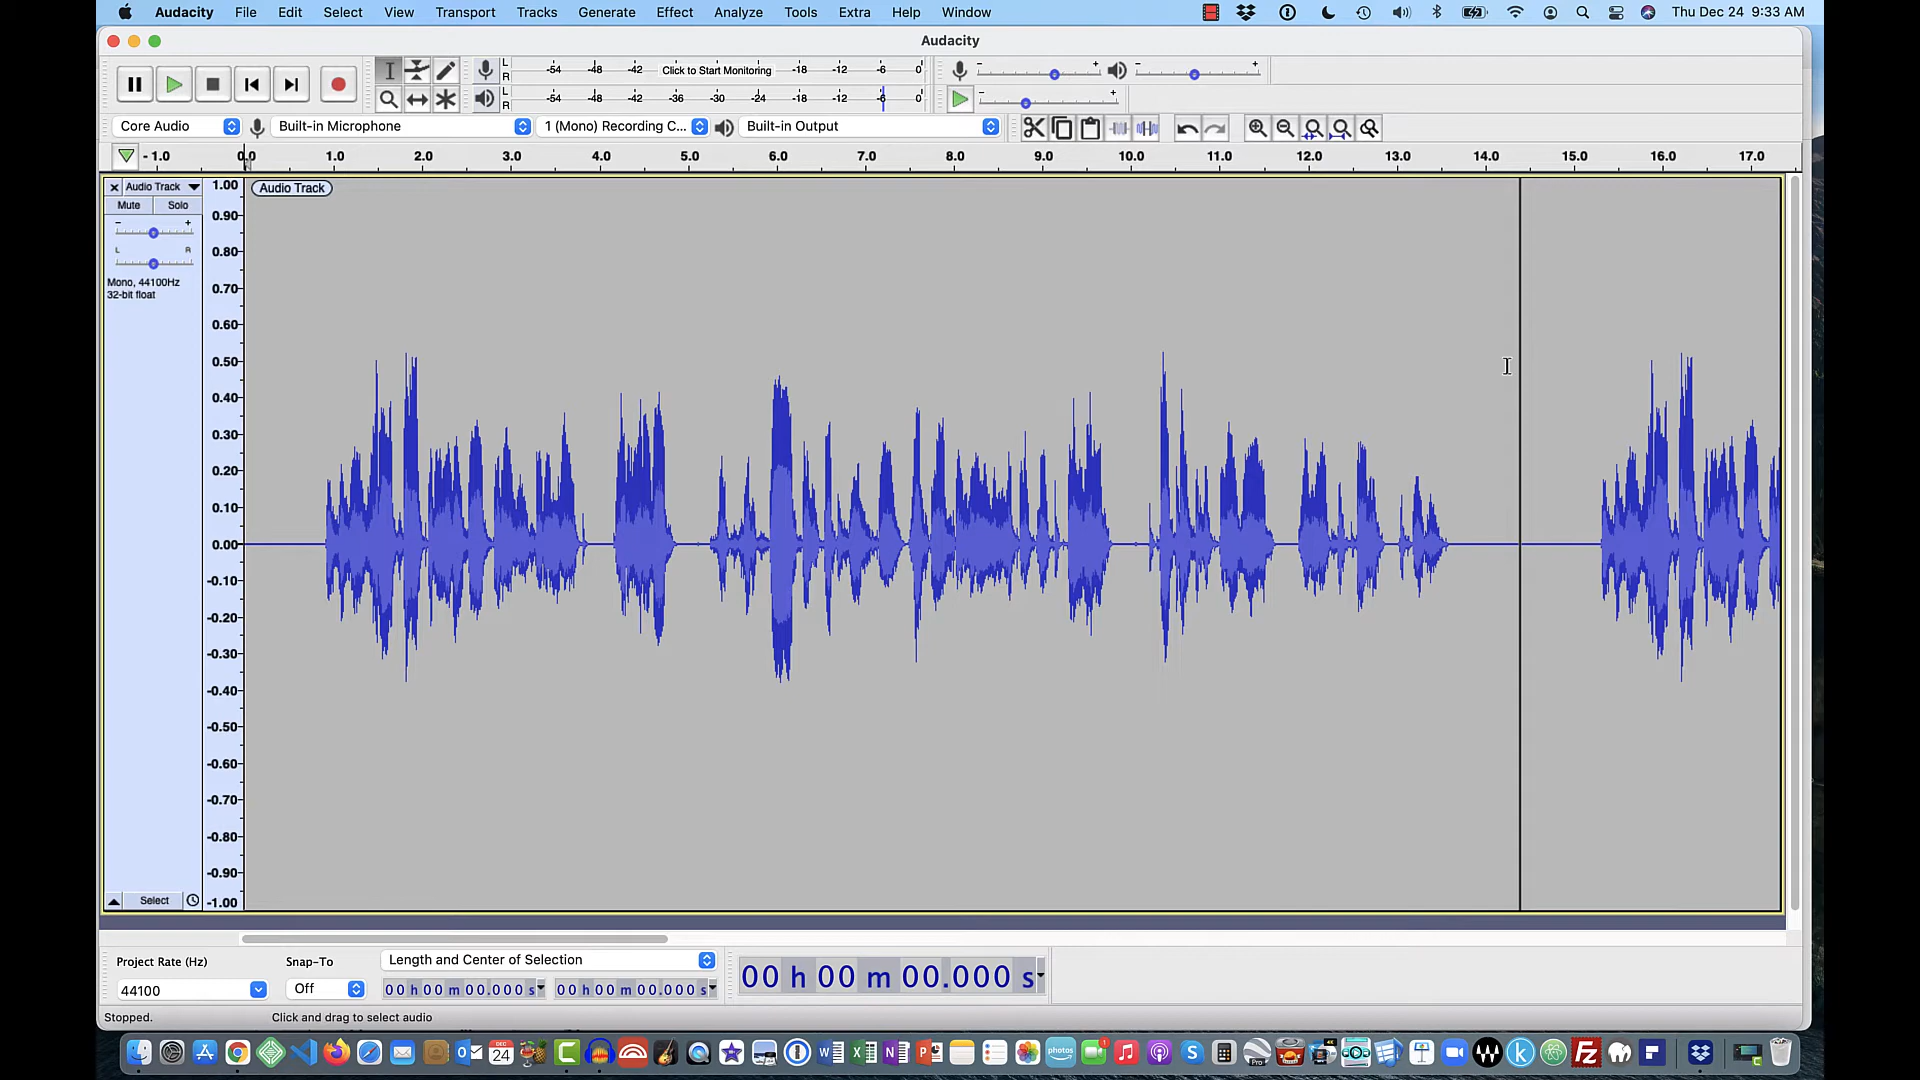 Audacity File Edit Select View Transport Tracks Generate Effect Analyze Tools Extra Help Window Thu Dec 24 9:33 AM
Audacity
L R -54 -48 -42 Click to Start Monitoring -18 -12 -6 0
L R -54 -48 -42 -36 -30 -24 -18 -12 -6 0
Core Audio Built-in Microphone 1 (Mono) Recording C... Built-in Output
- 1.0 0.0 1.0 2.0 3.0 4.0 5.0 6.0 7.0 8.0 9.0 10.0 11.0 12.0 13.0 14.0 15.0 16.0 17.0
Audio Track
Mute Solo
- +
L R
Mono, 44100Hz
32-bit float
Select
1.00
0.90
0.80
0.70
0.60
0.50
0.40
0.30
0.20
0.10
0.00
-0.10
-0.20
-0.30
-0.40
-0.50
-0.60
-0.70
-0.80
-0.90
-1.00
Audio Track
Project Rate (Hz) Snap-To Length and Center of Selection
44100 Off 00 h 00 m 00.000 s 00 h 00 m 00.000 s
00 h 00 m 00.000 s
Stopped. Click and drag to select audio
DEC
24
photos
Pro
4K
1